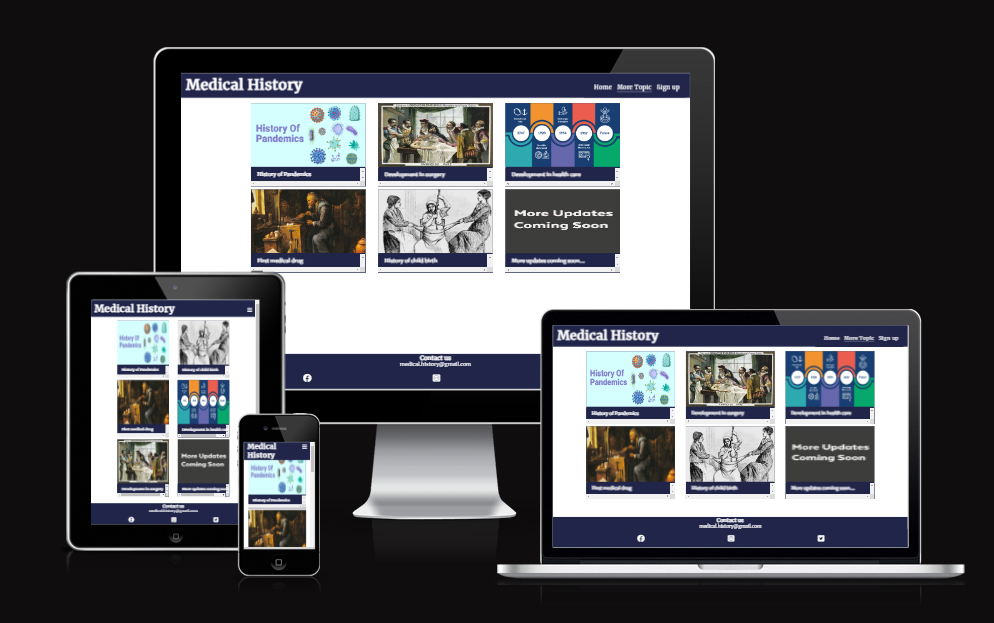 Medical History
Home More Topic Sign up
History Of
Pandemics
History of Pandemics
Development in surgery
Development in health care
More Updates
Coming Soon
First medical drug
History of child birth
More updates coming soon...
Contact us
medical.history@gmail.com
Medical History
History Of
Pandemics
History of Pandemics
History of child birth
First medical drug
Development in health
More Updates
Coming Soon
Development in surgery
More updates coming soon
Contact us
medical.history@gmail.com
Medical
History
History Of
Pandemics
History of Pandemics
Medical History
Home More Topic Sign up
History Of
Pandemics
History of Pandemics
Development in surgery
Development in health care
More Updates
Coming Soon
First medical drug
History of child birth
More updates coming soon...
Contact us
medical.history@gmail.com